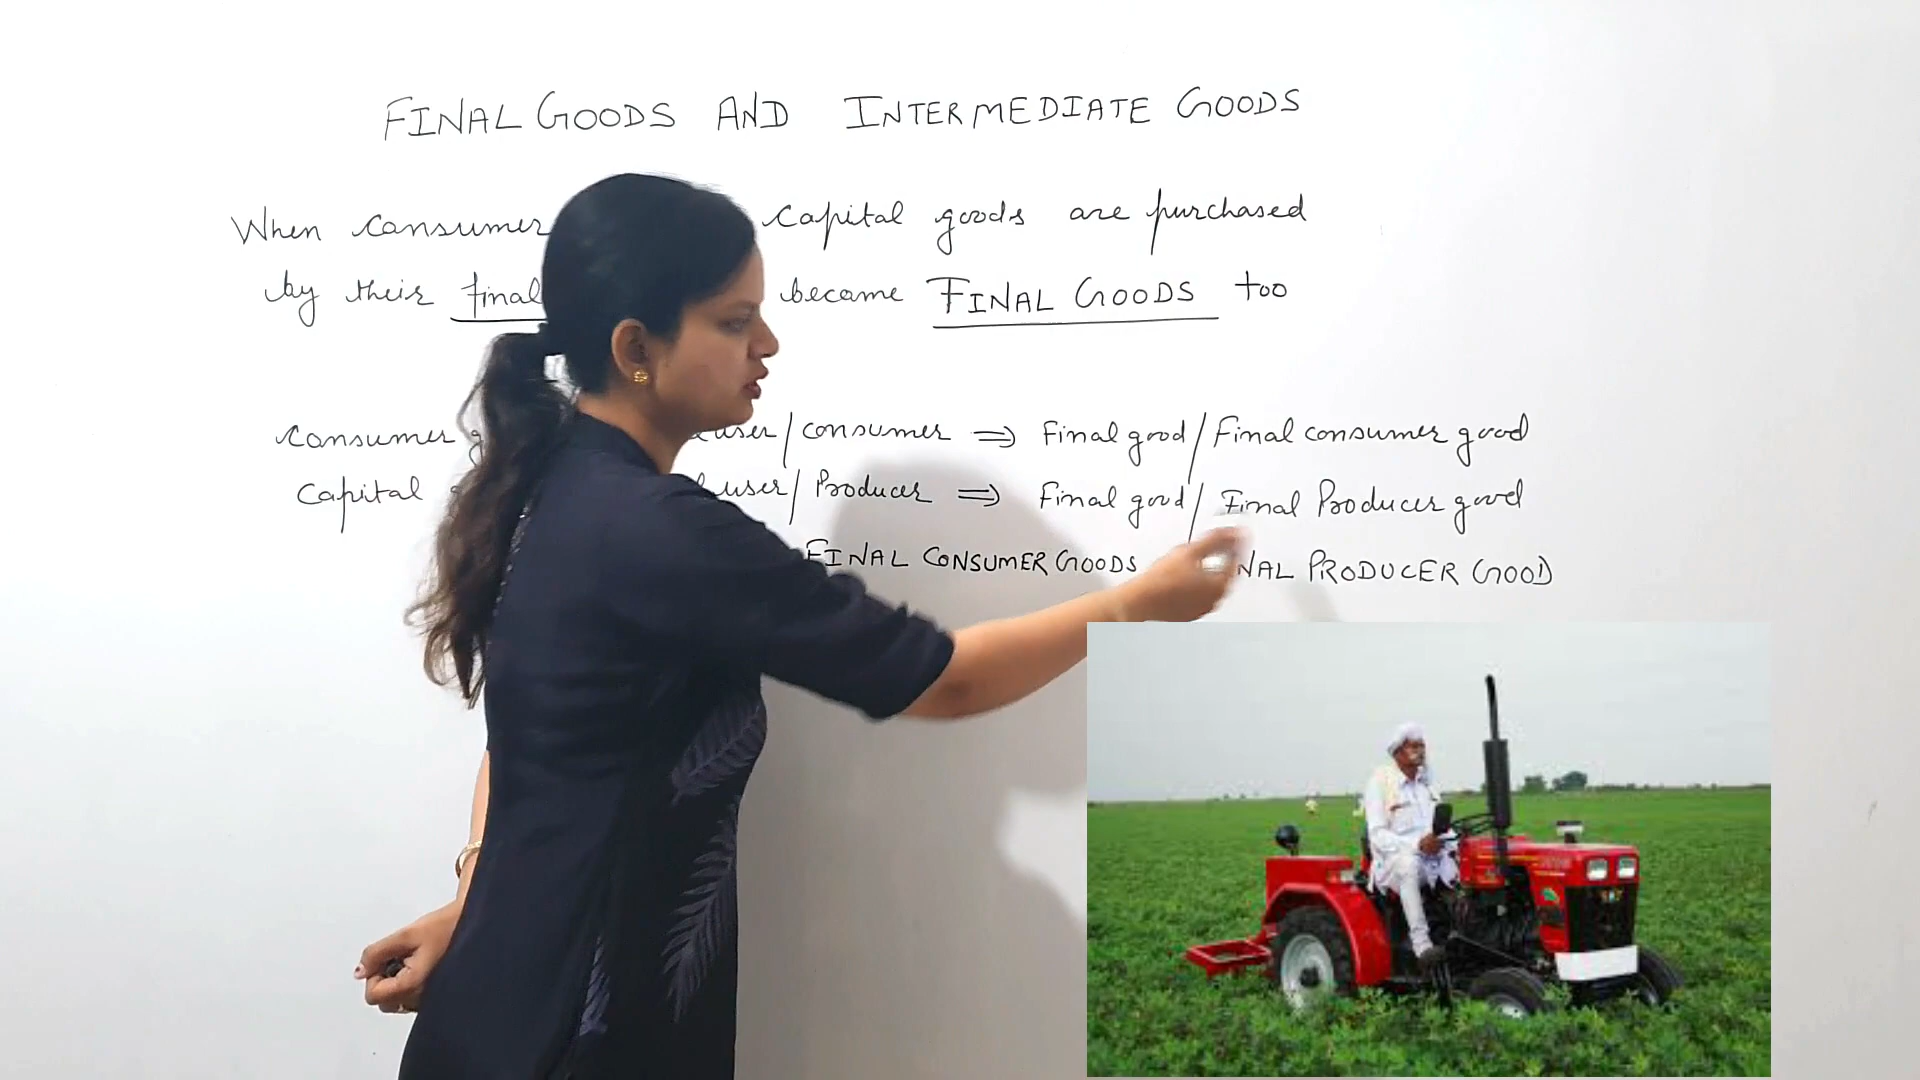 FINAL GOODS AND INTERMEDIATE GOODS
When consumer capital goods are purchased
by their final become FINAL GOODS too
Consumer user/consumer ⇒ Final good/Final consumer good
Capital user/Producer ⇒ Final good/Final Producer good
FINAL CONSUMER GOODS PRODUCER GOOD